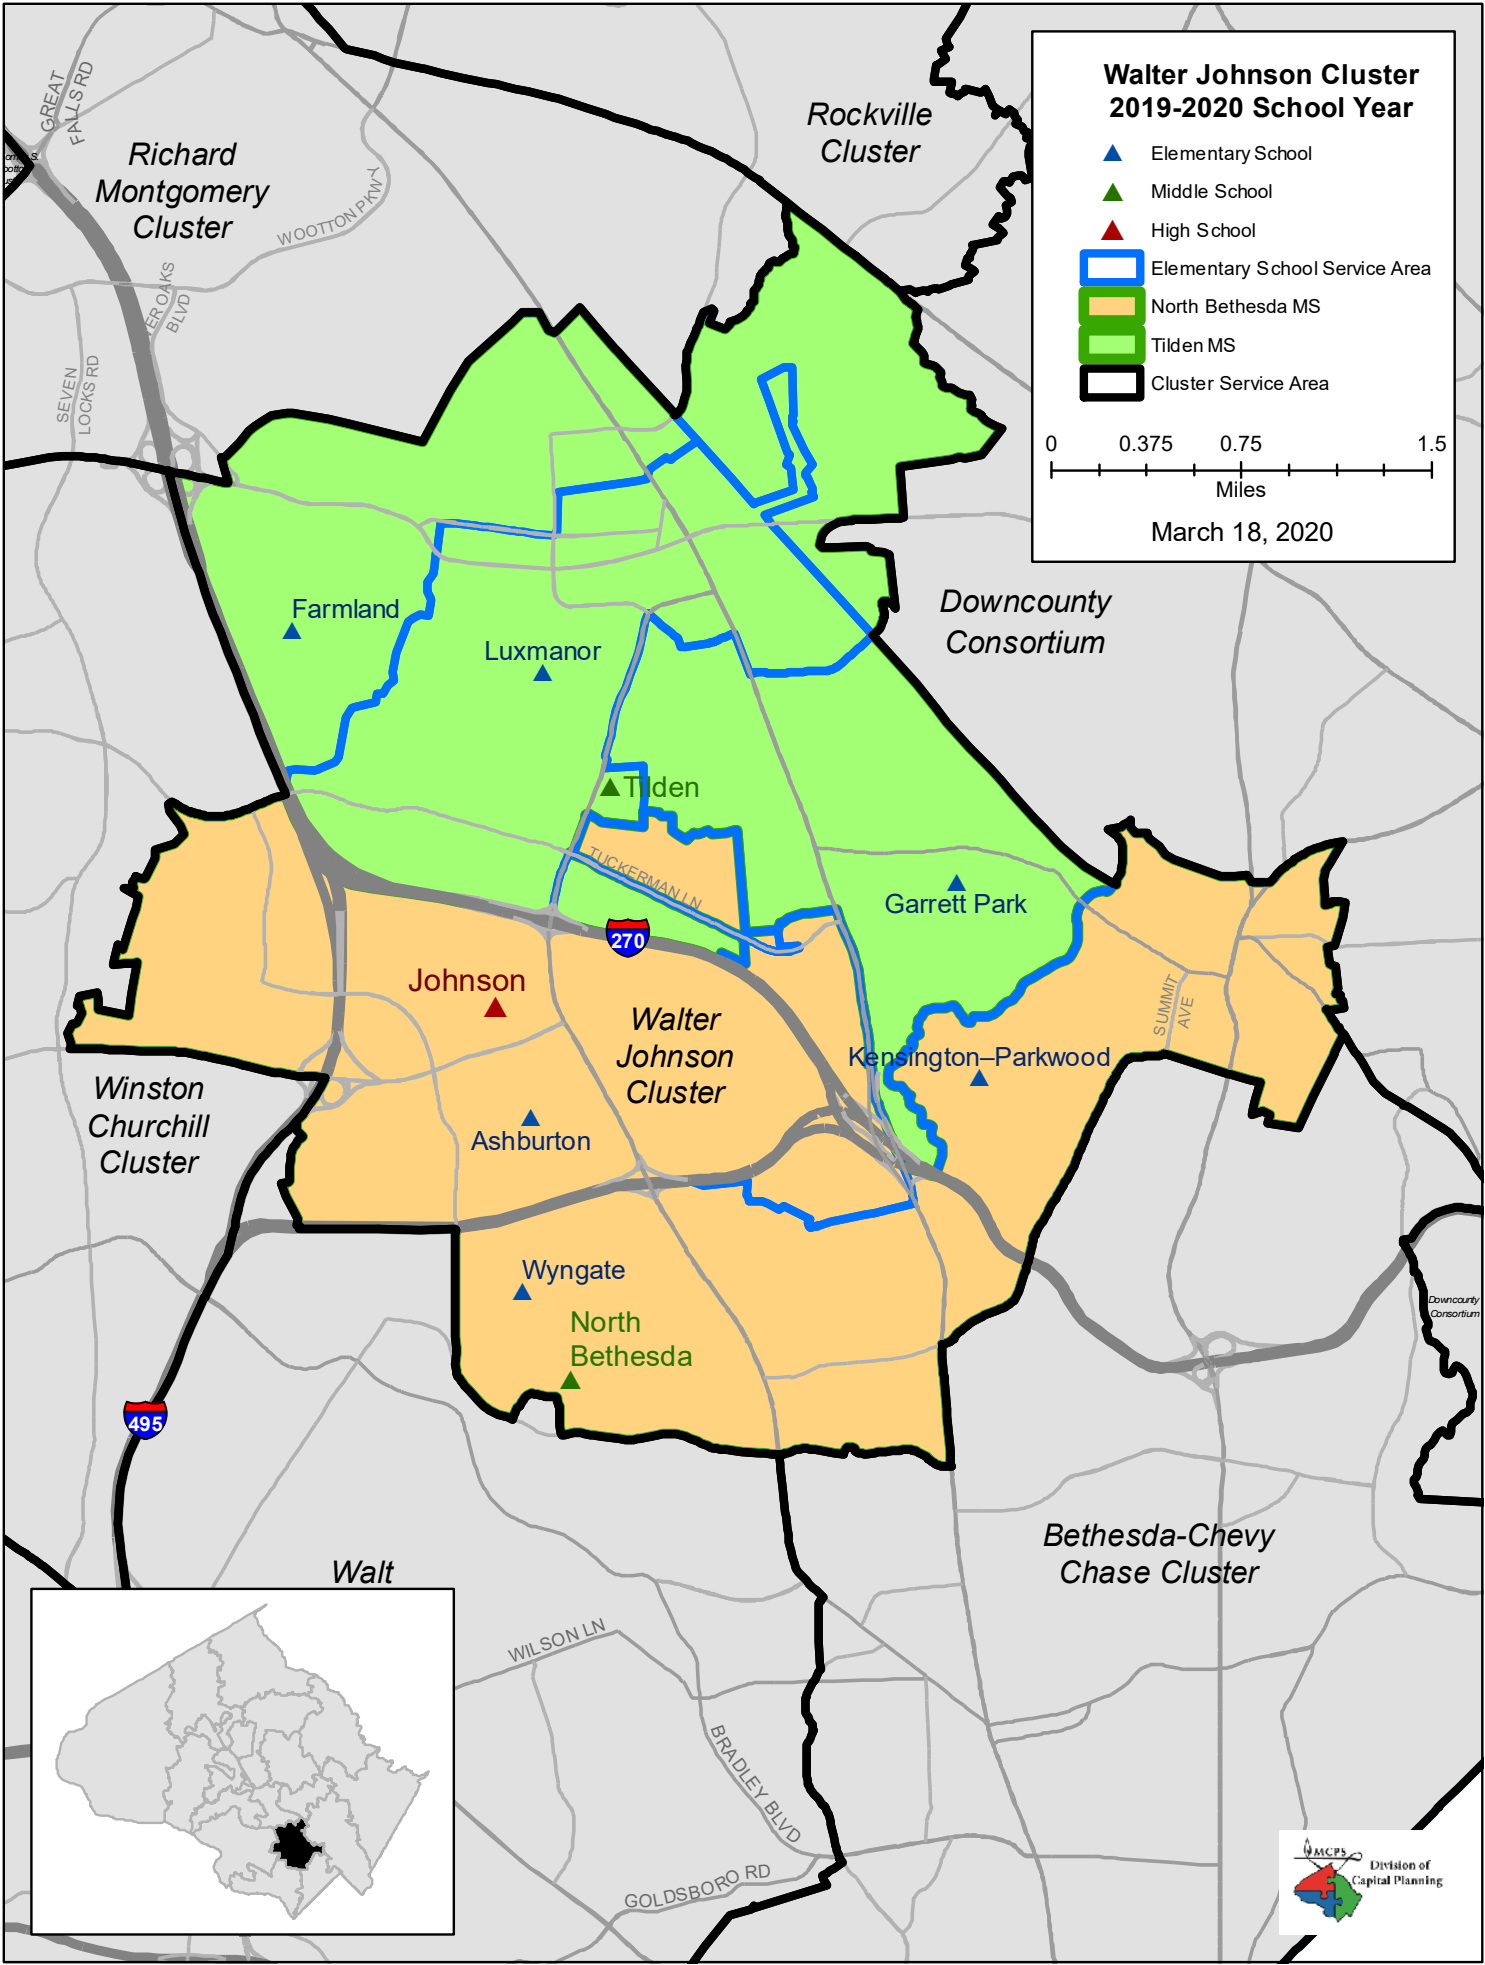 Walter Johnson Cluster
2019-2020 School Year
Elementary School
Middle School
High School
Elementary School Service Area
North Bethesda MS
Tilden MS
Cluster Service Area
0 0.375 0.75 1.5
Miles
March 18, 2020
GREAT
FALLS RD
Richard
Montgomery
Cluster
WOOTTON PKWY
Rockville
Cluster
BLVD
SEVEN
LOCKS RD
Farmland
Luxmanor
Downcounty
Consortium
Tilden
TUCKERMAN LN
Garrett Park
270
Johnson
Walter
Johnson
Cluster
SUMMIT
AVE
Kensington–Parkwood
Winston
Churchill
Cluster
Ashburton
Wyngate
North
Bethesda
Downcounty
Consortium
495
Bethesda-Chevy
Chase Cluster
Walt
WILSON LN
BRADLEY BLVD
GOLDSBORO RD
MCPS
Division of
Capital Planning